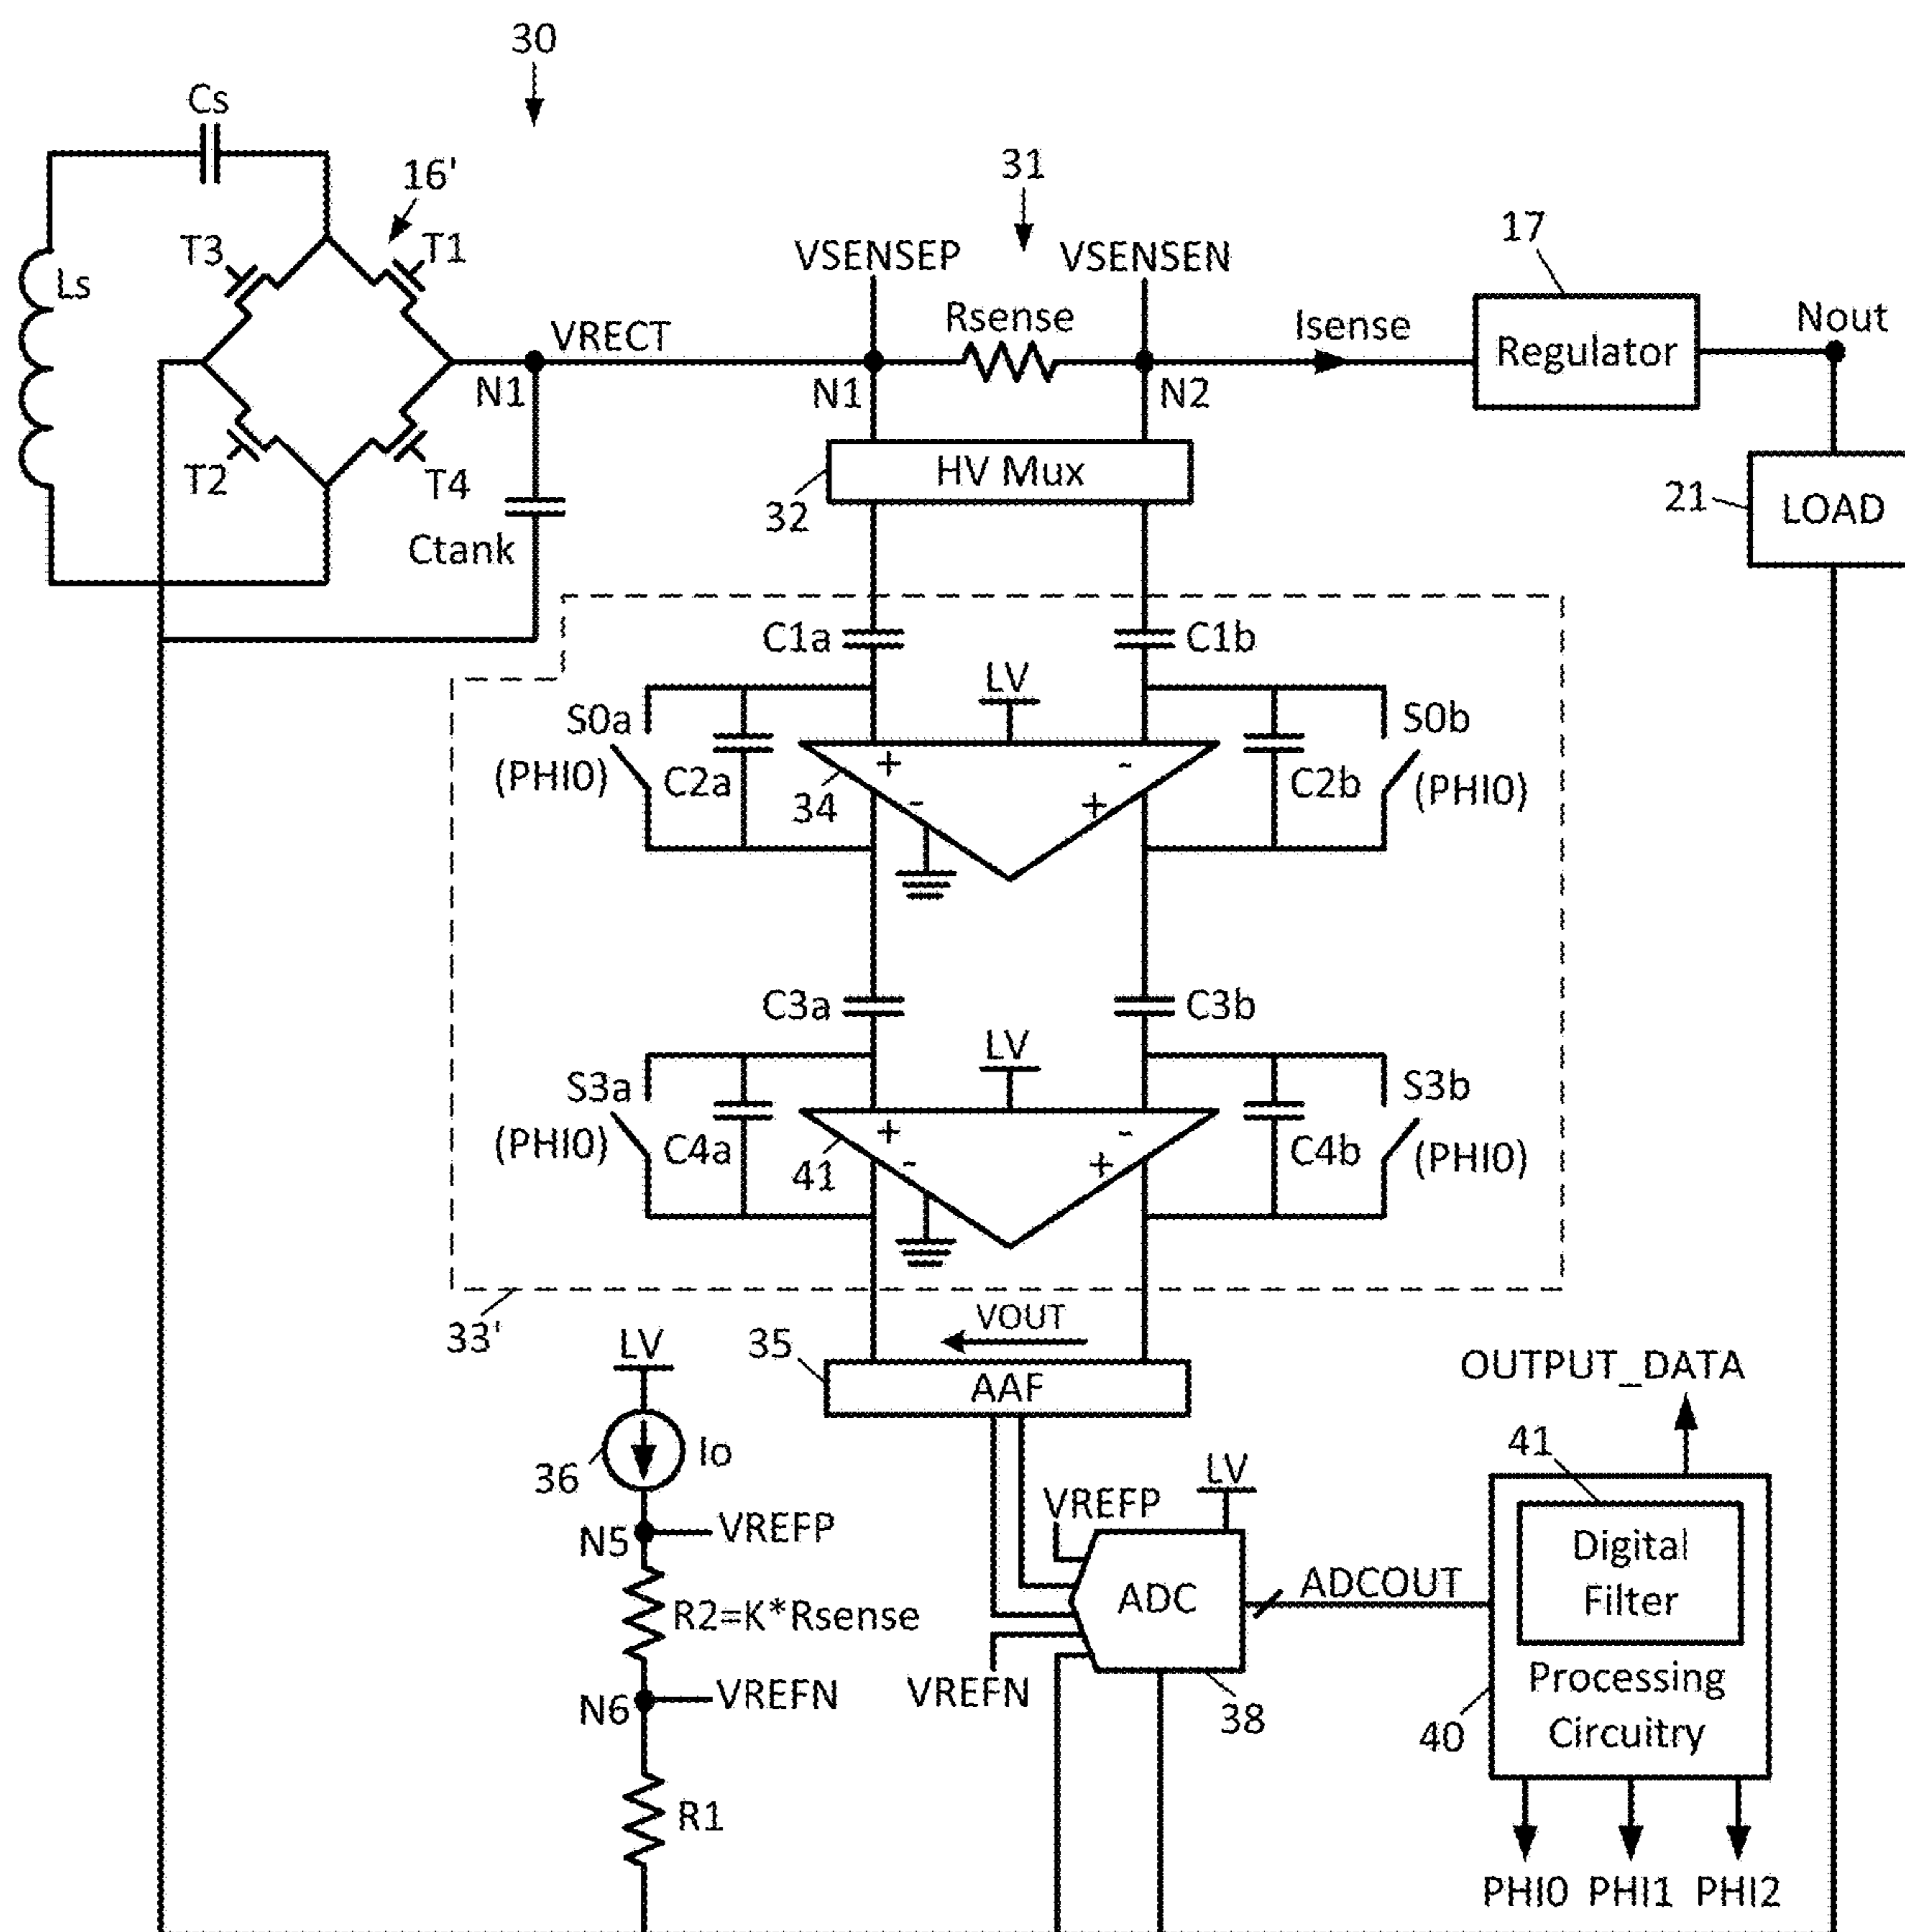 30
Cs
16'
31
T3
T1
17
VSENSEP
VSENSEN
Ls
Rsense
Isense
Nout
VRECT
Regulator
N1
N1
N2
T2
T4
HV Mux
32
21
LOAD
Ctank
C1a
C1b
LV
S0a
S0b
(PHI0)
C2a
+
-
C2b
(PHI0)
34
-
+
C3a
C3b
LV
S3a
S3b
(PHI0)
C4a
+
-
C4b
(PHI0)
41
-
+
33'
LV
35
VOUT
OUTPUT_DATA
AAF
36
Io
41
LV
VREFP
N5
VREFP
Digital
Filter
ADC
ADCOUT
R2=K*Rsense
N6
VREFN
VREFN
38
Processing
Circuitry
40
R1
PHI0 PHI1 PHI2